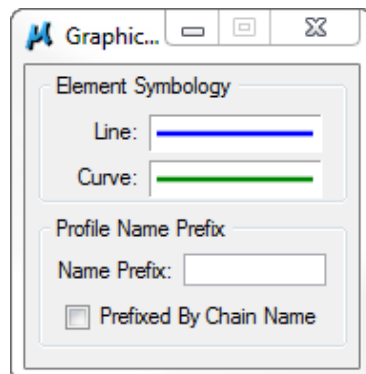 µ Graphic...
Element Symbology
Line:
Curve:
Profile Name Prefix
Name Prefix:
Prefixed By Chain Name